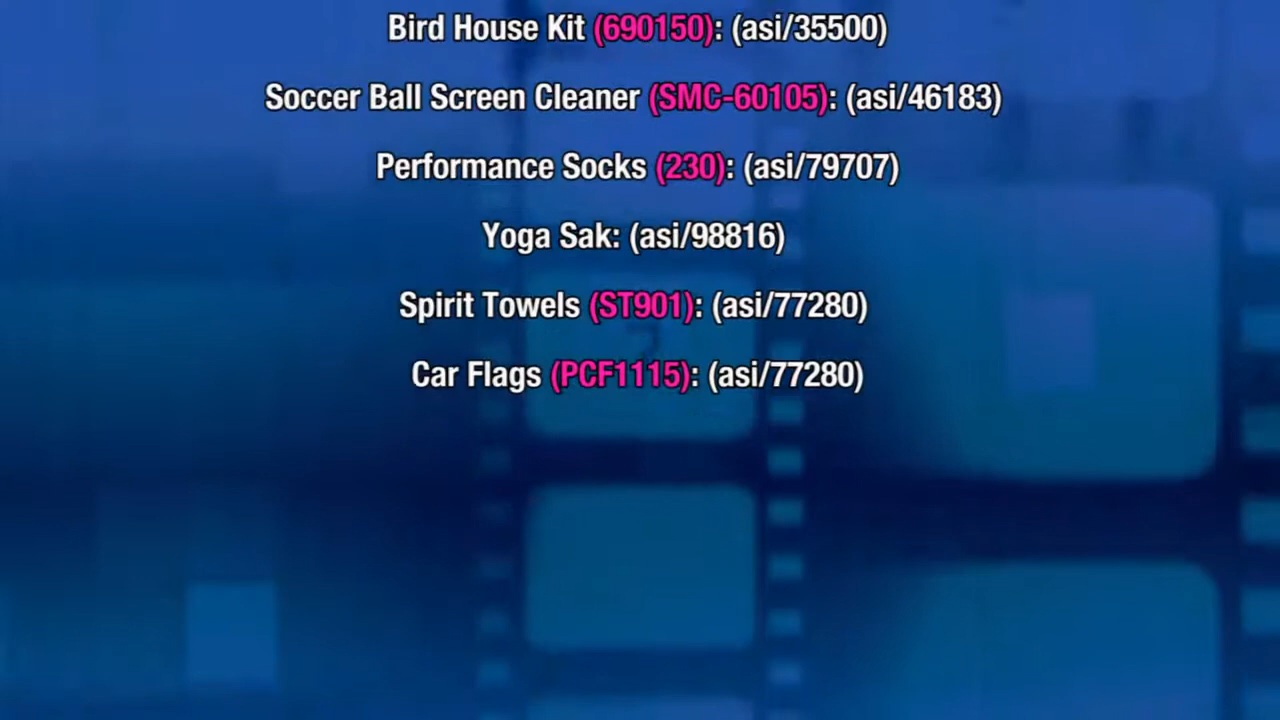 Bird House Kit (690150): (asi/35500)
Soccer Ball Screen Cleaner (SMC-60105): (asi/46183)
Performance Socks (230): (asi/79707)
Yoga Sak: (asi/98816)
Spirit Towels (ST901): (asi/77280)
Car Flags (PCF1115): (asi/77280)